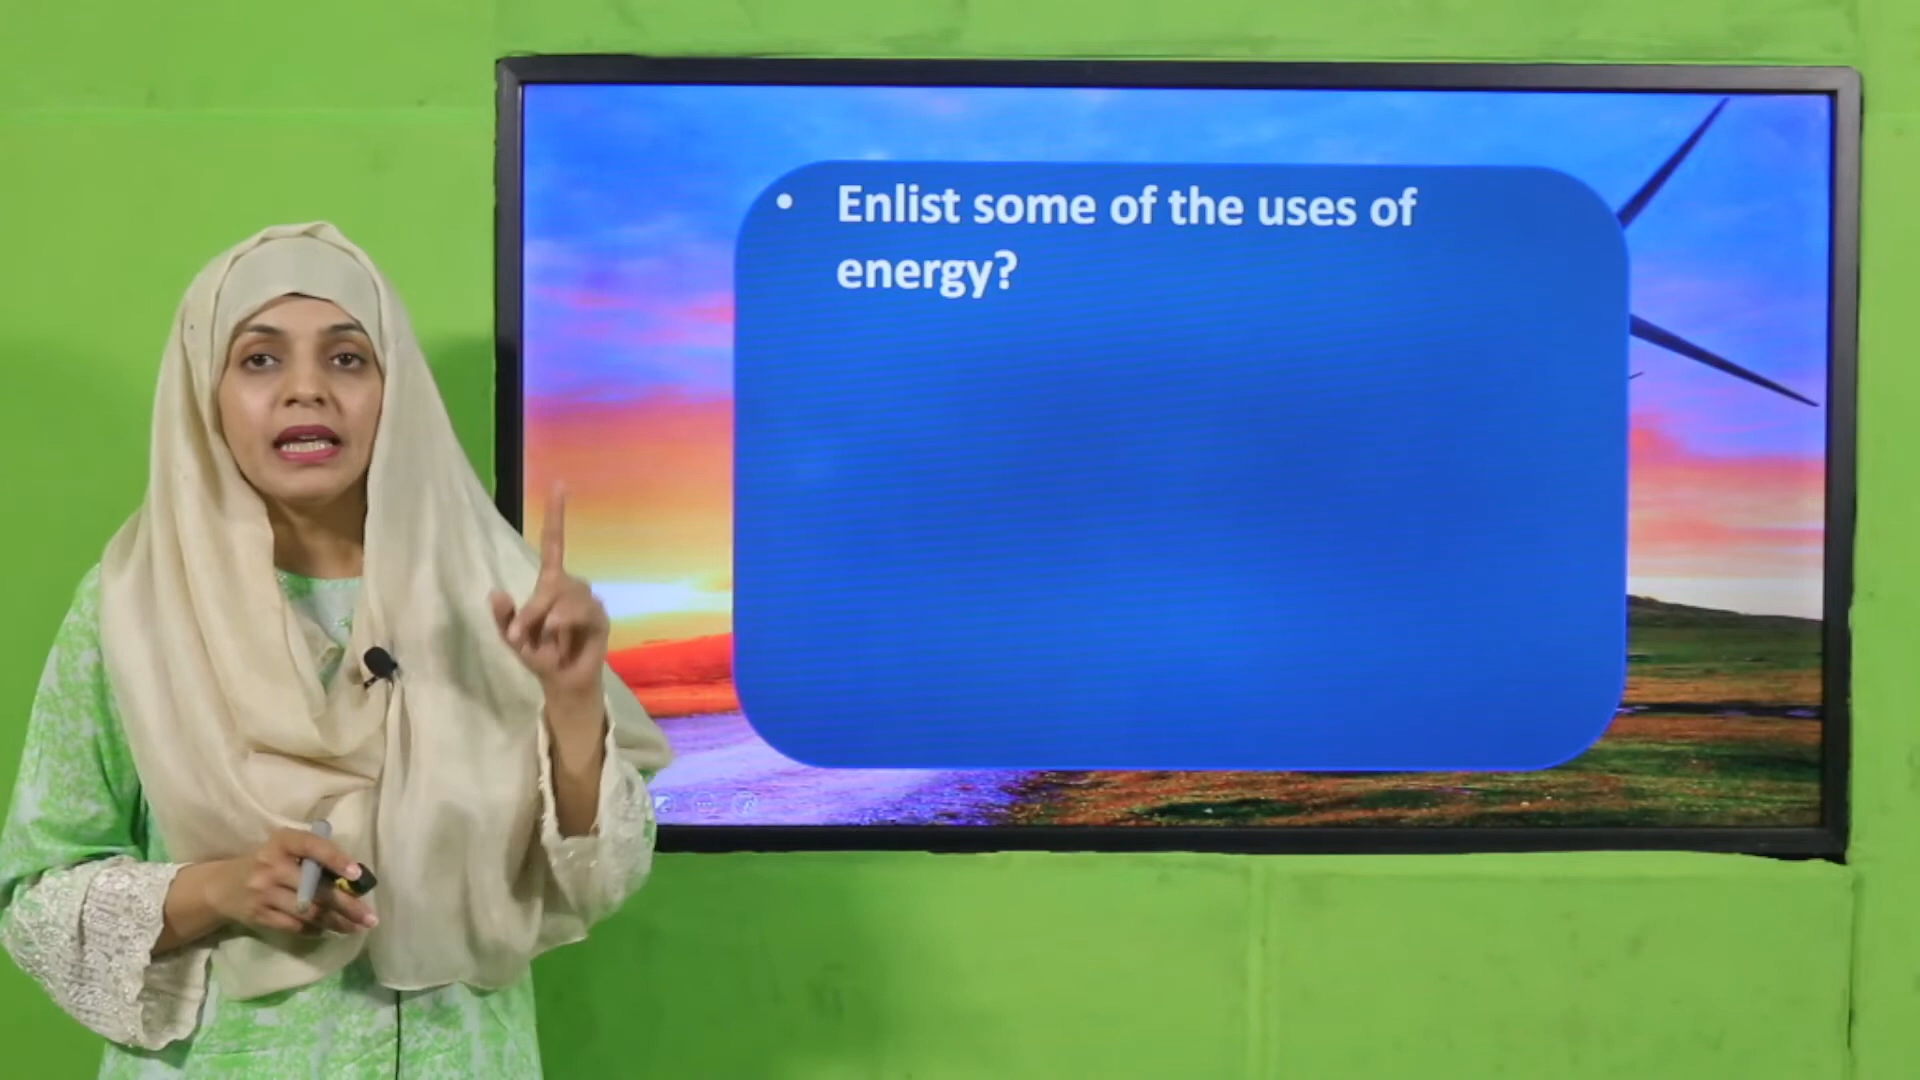 • Enlist some of the uses of
energy?